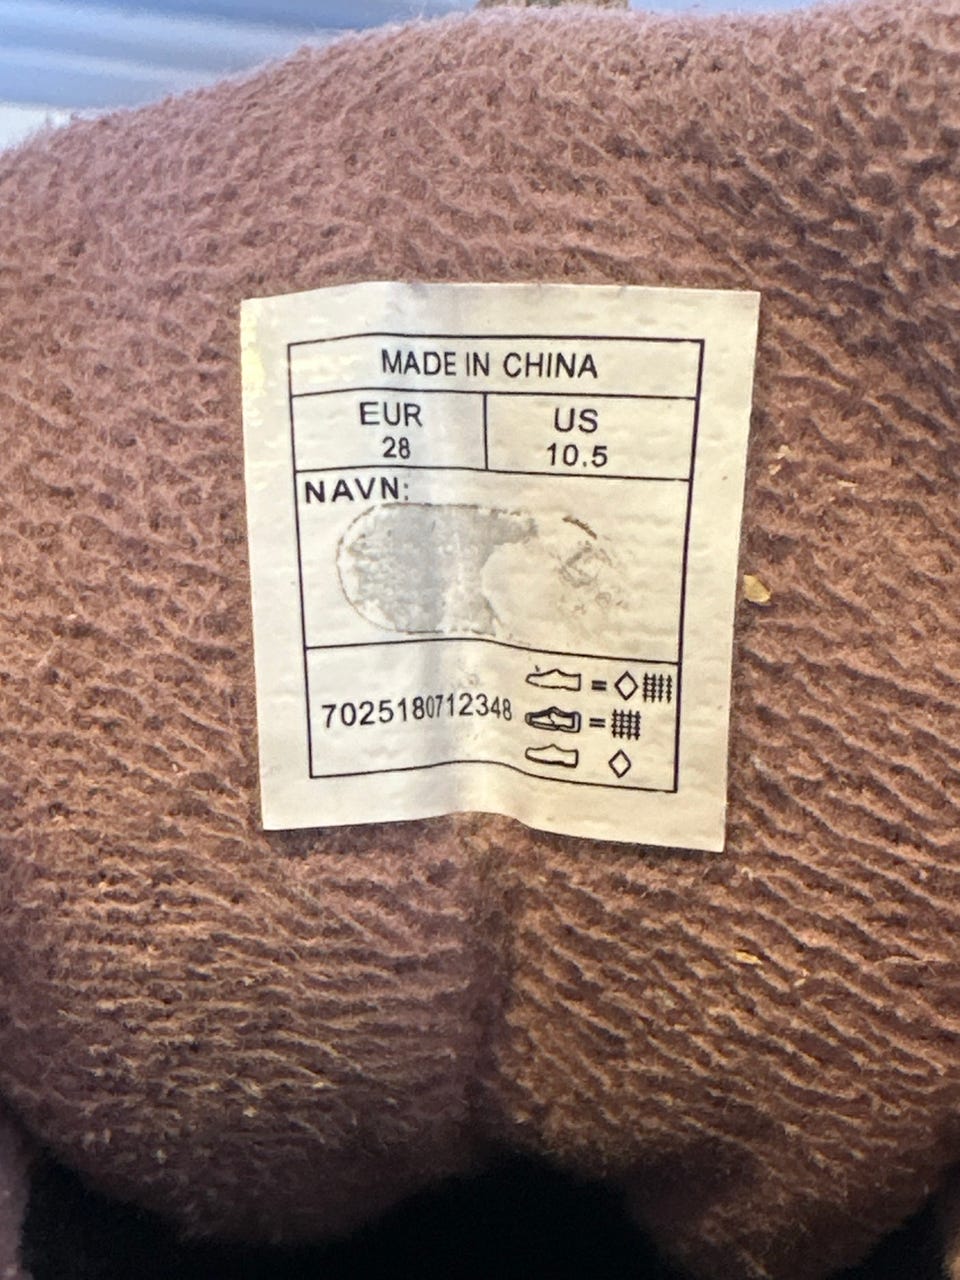 MADE IN CHINA
EUR US
28 10.5
NAVN:
7025180712348